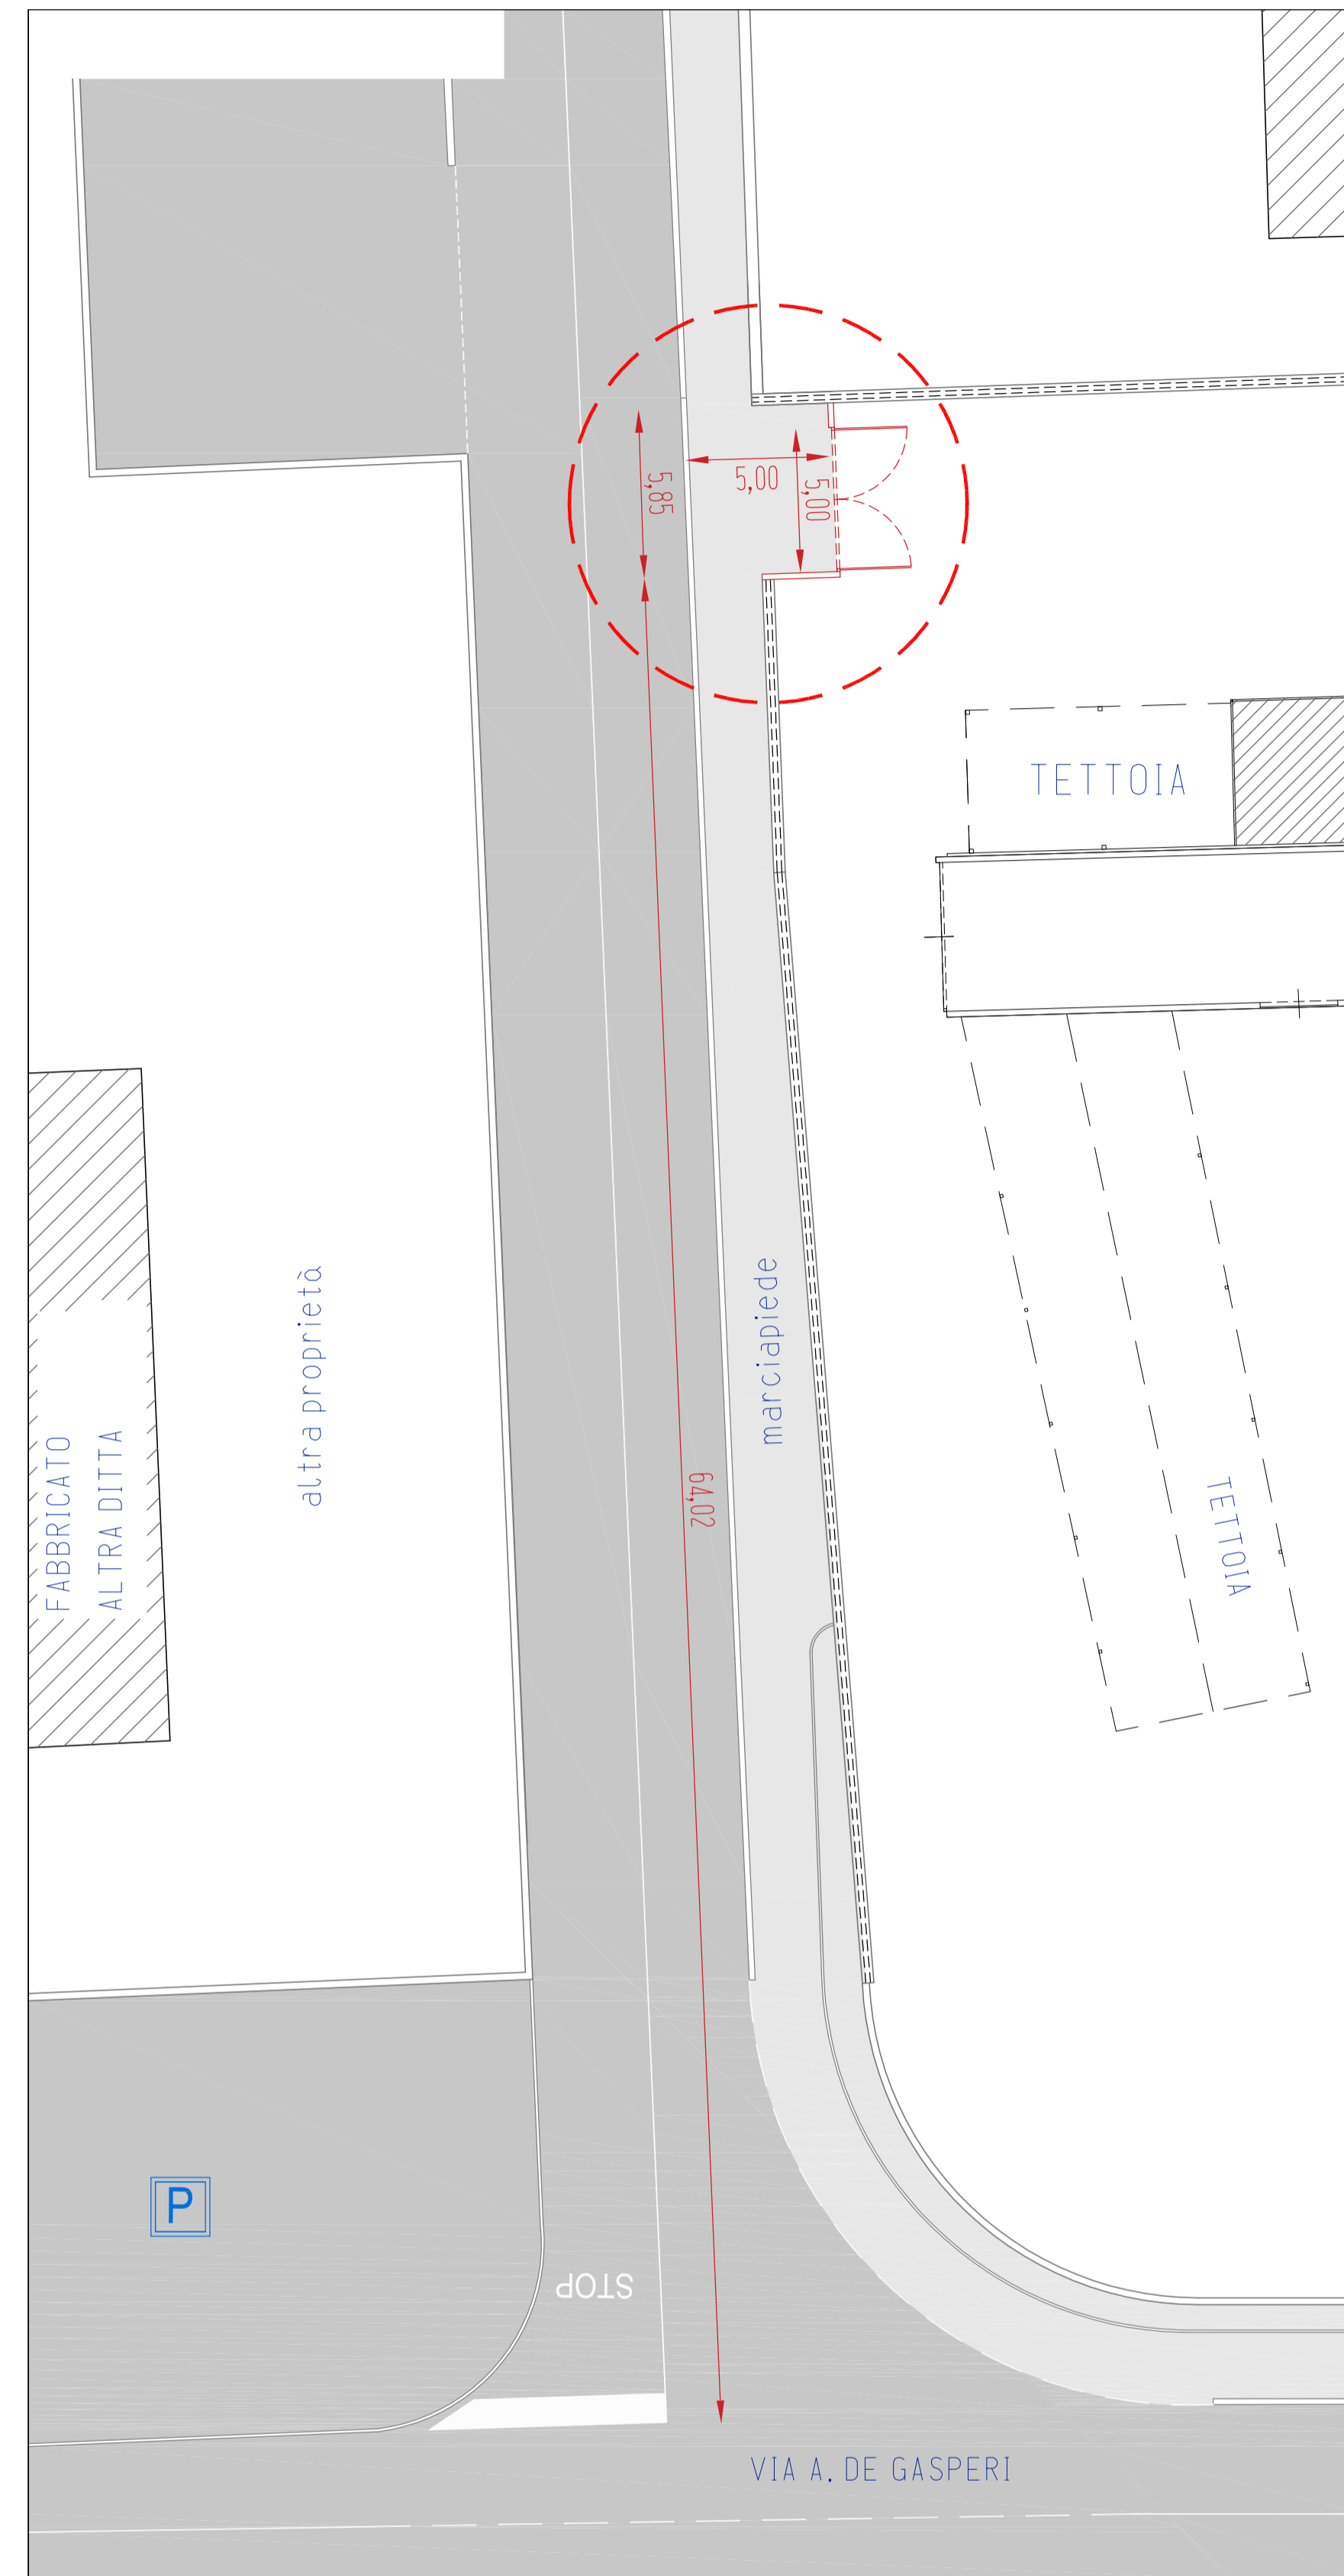 5,85
5,00
5,00
TETTOIA
marciapiede
altra proprietà
FABBRICATO
ALTRA DITTA
64,02
TETTOIA
P
STOP
VIA A. DE GASPERI